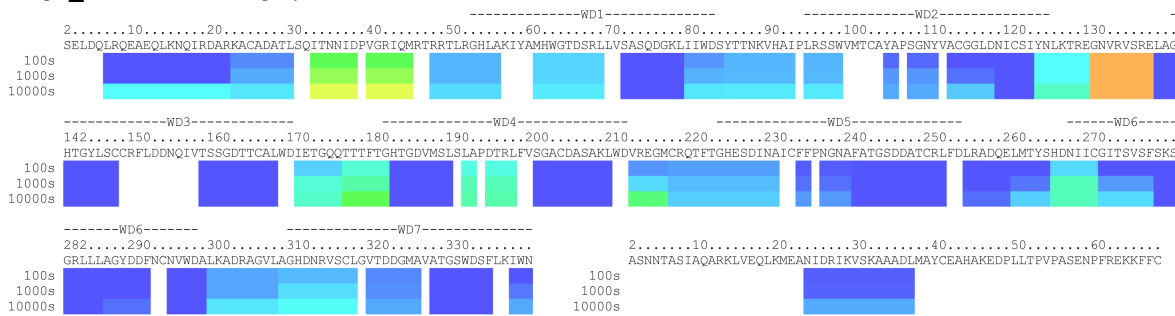 ----------------WD1---------------- ----------------WD2----------------
2.......10........20........30........40........50........60........70........80........90.......100.......110.......120.......130.......
SELDQLRQEAEQLKNQIRDARKACADATLSQITNNIDPVGRIQMRTRRTLRGHLAKIYAMHWGTDSRLLVSASQDGKLIIWDSYTTNKVHAIPLRSSWVMTCAYAPSGNYVACGGLDNICSIYNLKTREGNVRVSRELAG
100s
1000s
10000s
---------------WD3--------------- ---------------WD4--------------- ---------------WD5--------------- ------WD6------
142.....150.......160.......170.......180.......190.......200.......210.......220.......230.......240.......250.......260.......270........
HTGYLSCCRFLDDNQIVTSSGDTTCALWDIETGQQTTTFTGHTGDVMSLSLAPDTRLFVSGACDASAKLWDVREGMCRQTFTGHESDINAICFFPNGNAFATGSDDATCRLFDLRADQELMTYSHDNIICGITSVSFSKS
100s
1000s
10000s
-------WD6------- --------------WD7--------------
282.....290.......300.......310.......320.......330........ 2.......10........20........30........40........50........60.......
GRLLLAGYDDFNCNVWDALKADRAGVLAGHDNRVSCLGVTDDGMAVATGSWDSFLKIWN ASNNTASIAQARKLVEQLKMEANIDRIKVSKAAADLMAYCEAHAKEDPLLTPVPASENPFREKKFFC
100s 100s
1000s 1000s
10000s 10000s